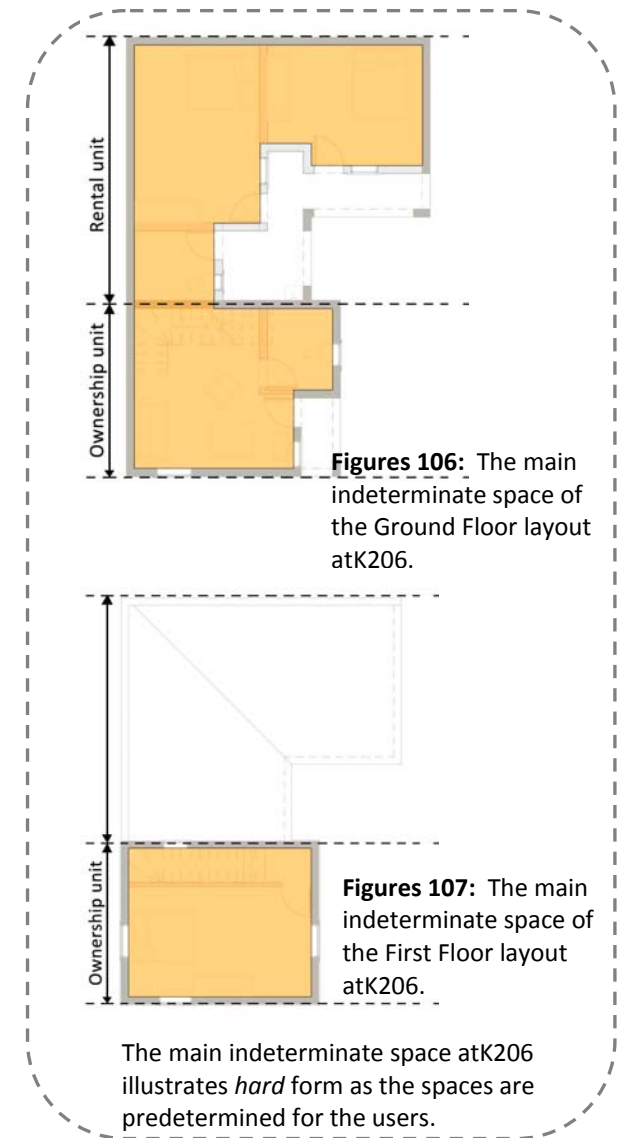 Rental unit
Ownership unit
Figures 106: The main
indeterminate space of
the Ground Floor layout
atK206.
Ownership unit
Figures 107: The main
indeterminate space of
the First Floor layout
atK206.
The main indeterminate space atK206
illustrates hard form as the spaces are
predetermined for the users.